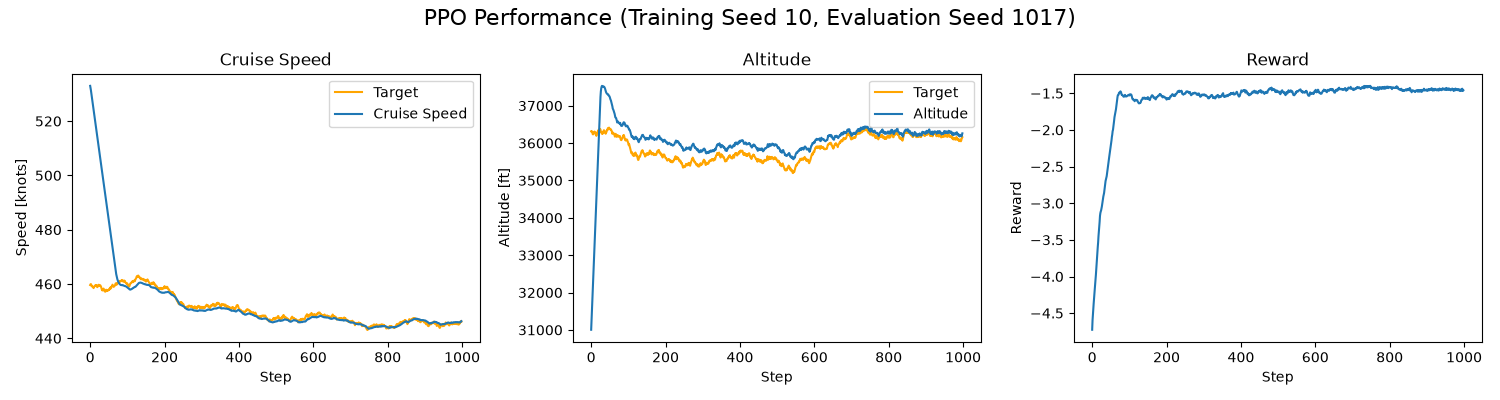 PPO Performance (Training Seed 10, Evaluation Seed 1017)
Cruise Speed
Target
Cruise Speed
Speed [knots]
520
500
480
460
440
0 200 400 600 800 1000
Step
Altitude
Target
Altitude
Altitude [ft]
37000
36000
35000
34000
33000
32000
31000
0 200 400 600 800 1000
Step
Reward
Reward
−1.5
−2.0
−2.5
−3.0
−3.5
−4.0
−4.5
0 200 400 600 800 1000
Step